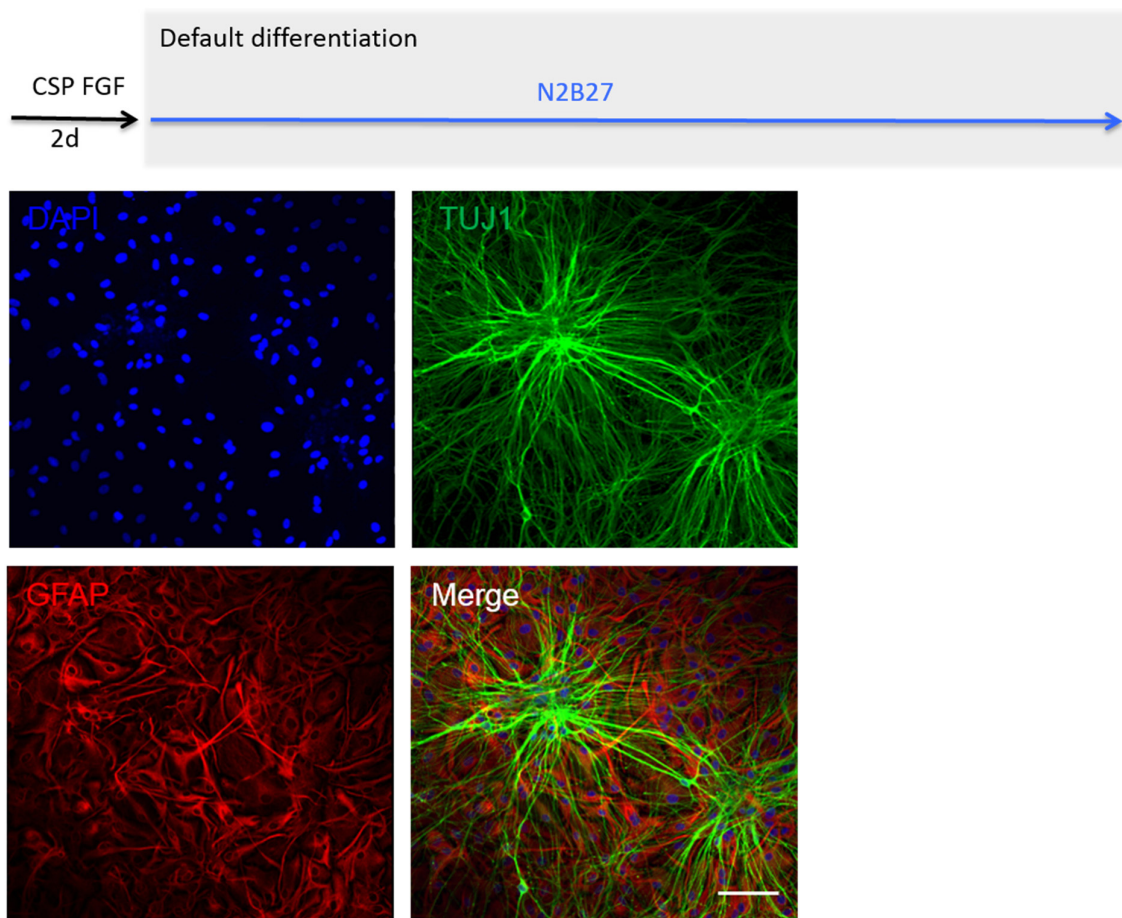 Default differentiation
CSP FGF
N2B27
2d
DAPI
TUJ1
GFAP
Merge